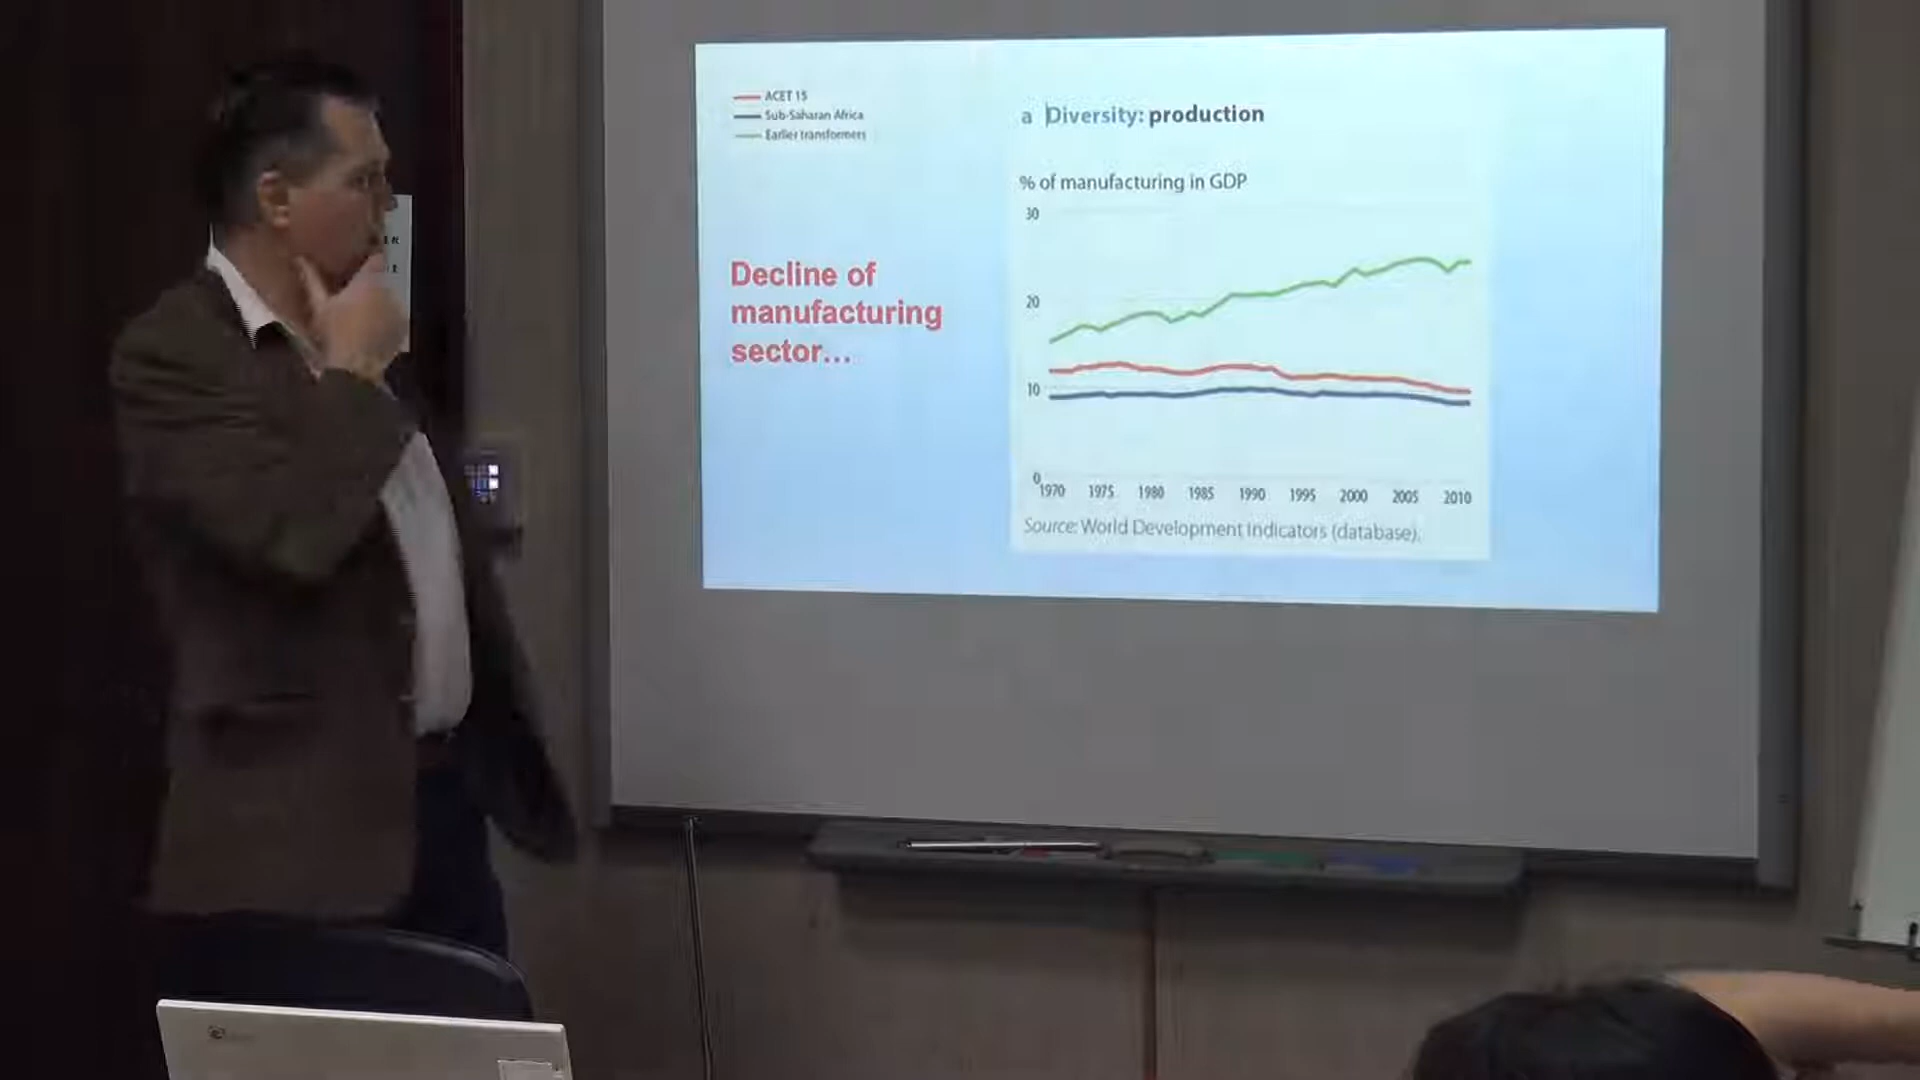 ACET 15
Sub-Saharan Africa
Earlier transformers
a Diversity: production
% of manufacturing in GDP
30
20
10
0
1970 1975 1980 1985 1990 1995 2000 2005 2010
Source: World Development Indicators (database).
Decline of
manufacturing
sector...